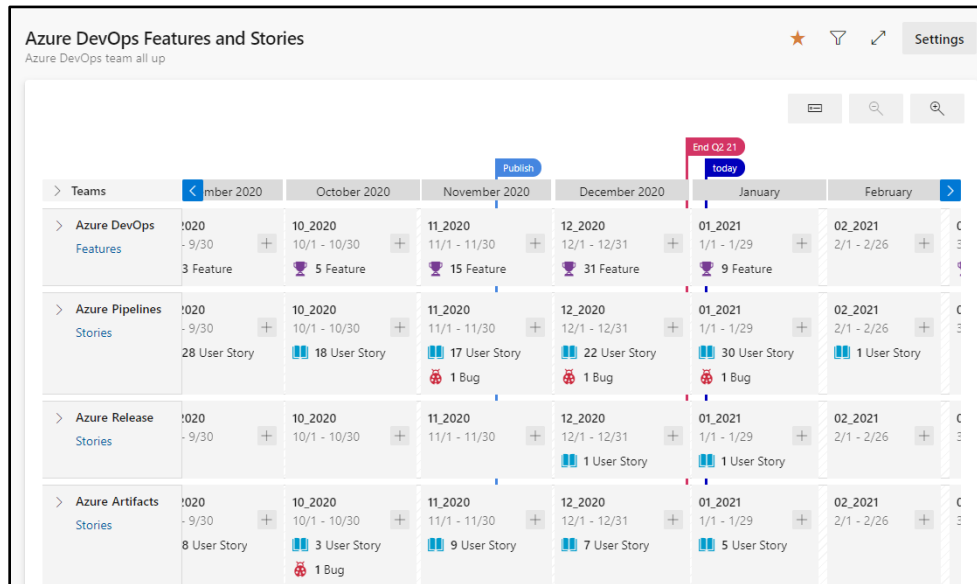 Azure DevOps Features and Stories
Settings
Azure DevOps team all up
End Q2 21
Publish
today
Teams mber 2020 October 2020 November 2020 December 2020 January February
Azure DevOps 2020 10_2020 11_2020 12_2020 01_2021 02_2021
Features - 9/30 10/1 - 10/30 11/1 - 11/30 12/1 - 12/31 1/1 - 1/29 2/1 - 2/26
3 Feature 5 Feature 15 Feature 31 Feature 9 Feature
Azure Pipelines 2020 10_2020 11_2020 12_2020 01_2021 02_2021
Stories - 9/30 10/1 - 10/30 11/1 - 11/30 12/1 - 12/31 1/1 - 1/29 2/1 - 2/26
28 User Story 18 User Story 17 User Story 22 User Story 30 User Story 1 User Story
1 Bug 1 Bug 1 Bug
Azure Release 2020 10_2020 11_2020 12_2020 01_2021 02_2021
Stories - 9/30 10/1 - 10/30 11/1 - 11/30 12/1 - 12/31 1/1 - 1/29 2/1 - 2/26
1 User Story 1 User Story
Azure Artifacts 2020 10_2020 11_2020 12_2020 01_2021 02_2021
Stories - 9/30 10/1 - 10/30 11/1 - 11/30 12/1 - 12/31 1/1 - 1/29 2/1 - 2/26
8 User Story 3 User Story 9 User Story 7 User Story 5 User Story
1 Bug